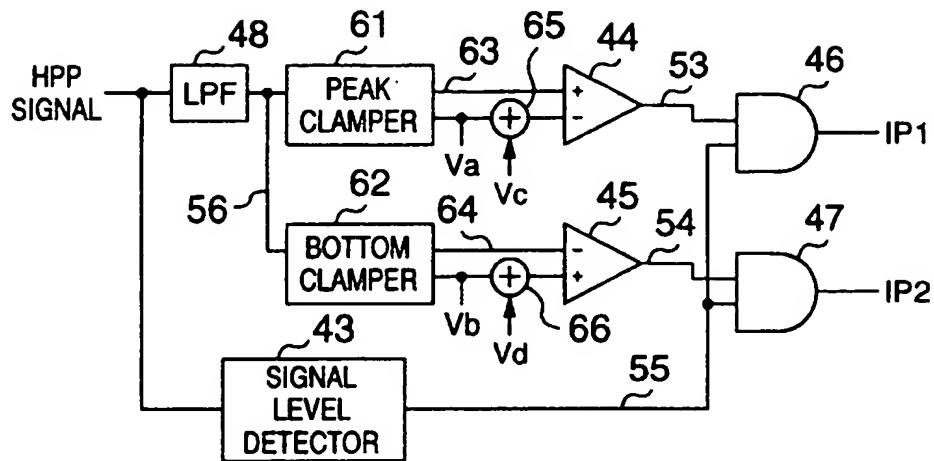 48
61
63
65
44
53
46
HPP
SIGNAL
LPF
PEAK
CLAMPER
+
-
+
IP1
Va
Vc
56
62
64
45
54
47
BOTTOM
CLAMPER
-
+
+
IP2
Vb
Vd
66
43
SIGNAL
LEVEL
DETECTOR
55